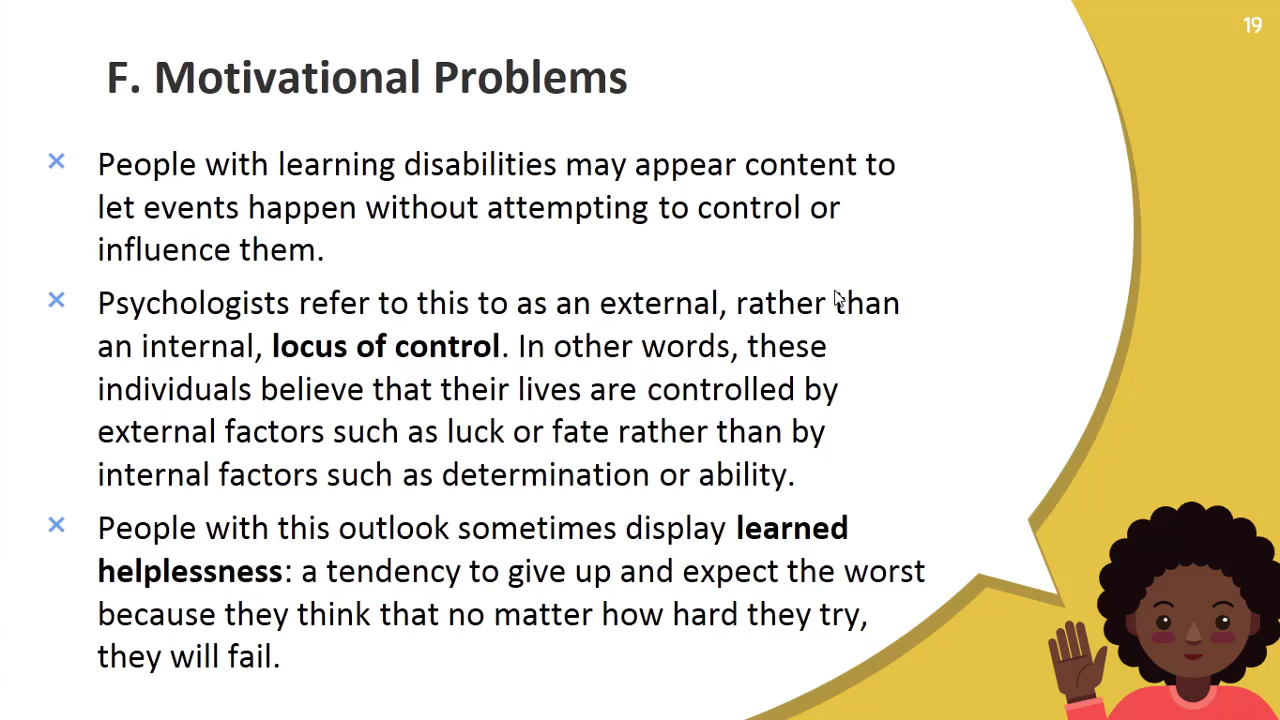 19
F. Motivational Problems
× People with learning disabilities may appear content to
let events happen without attempting to control or
influence them.
× Psychologists refer to this to as an external, rather than
an internal, locus of control. In other words, these
individuals believe that their lives are controlled by
external factors such as luck or fate rather than by
internal factors such as determination or ability.
× People with this outlook sometimes display learned
helplessness: a tendency to give up and expect the worst
because they think that no matter how hard they try,
they will fail.